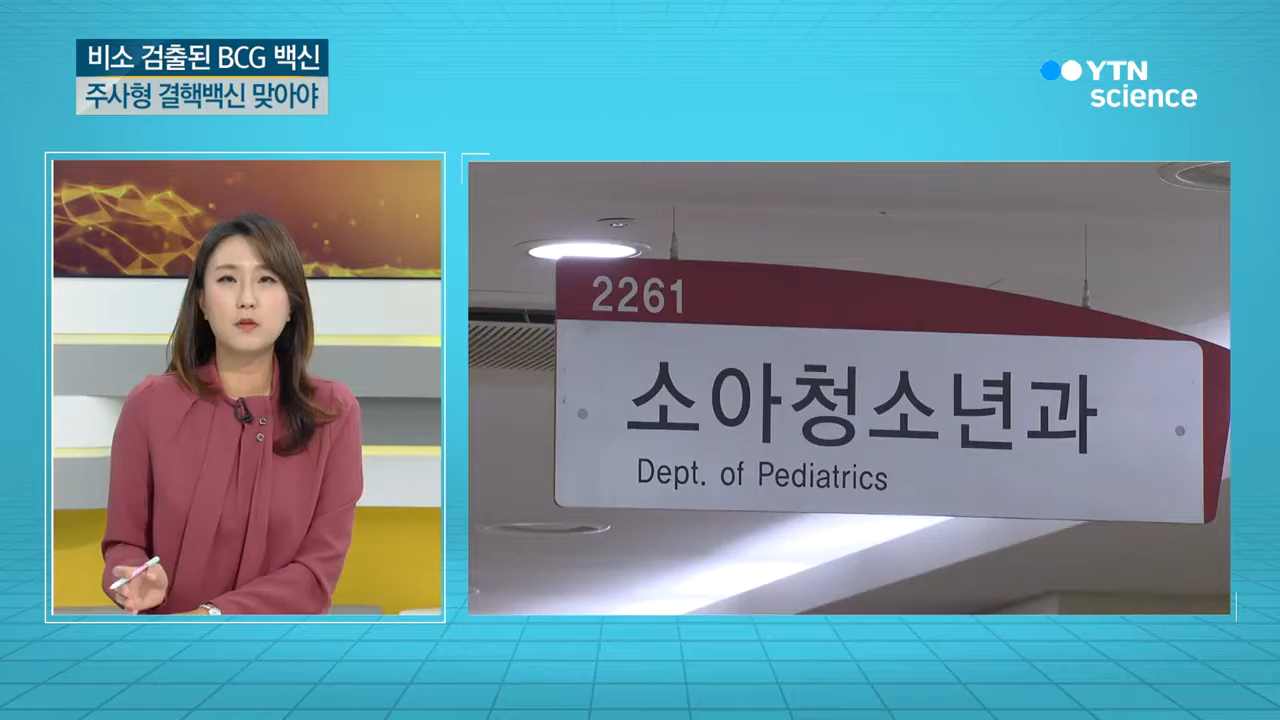 비소 검출된 BCG 백신
주사형 결핵백신 맞아야
YTN
science
2261
소아청소년과
Dept. of Pediatrics